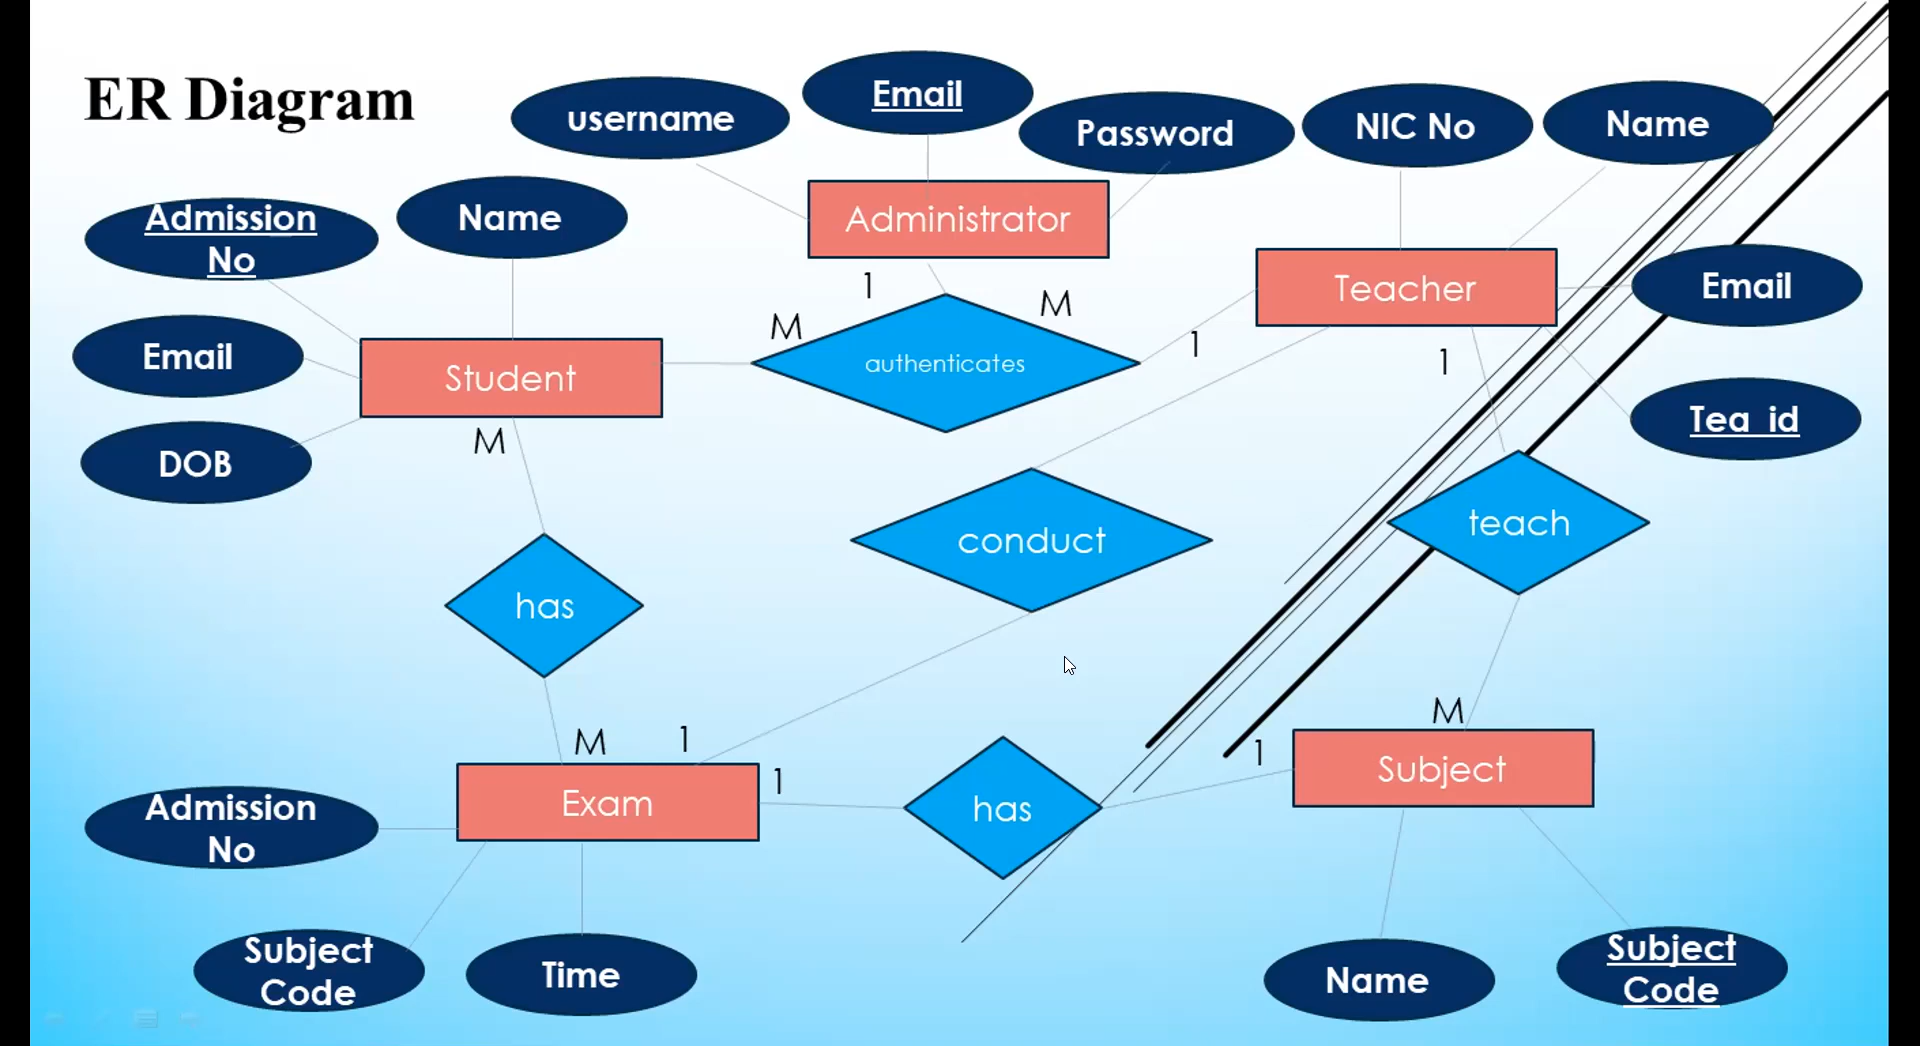 ER Diagram
username
Email
Password
NIC No
Name
Admission
No
Name
Administrator
Email
Student
DOB
1
M
M
authenticates
1
Teacher
Email
1
Tea_id
M
has
conduct
teach
M
1
1
Exam
has
1
M
Subject
Admission
No
Subject
Code
Time
Name
Subject
Code